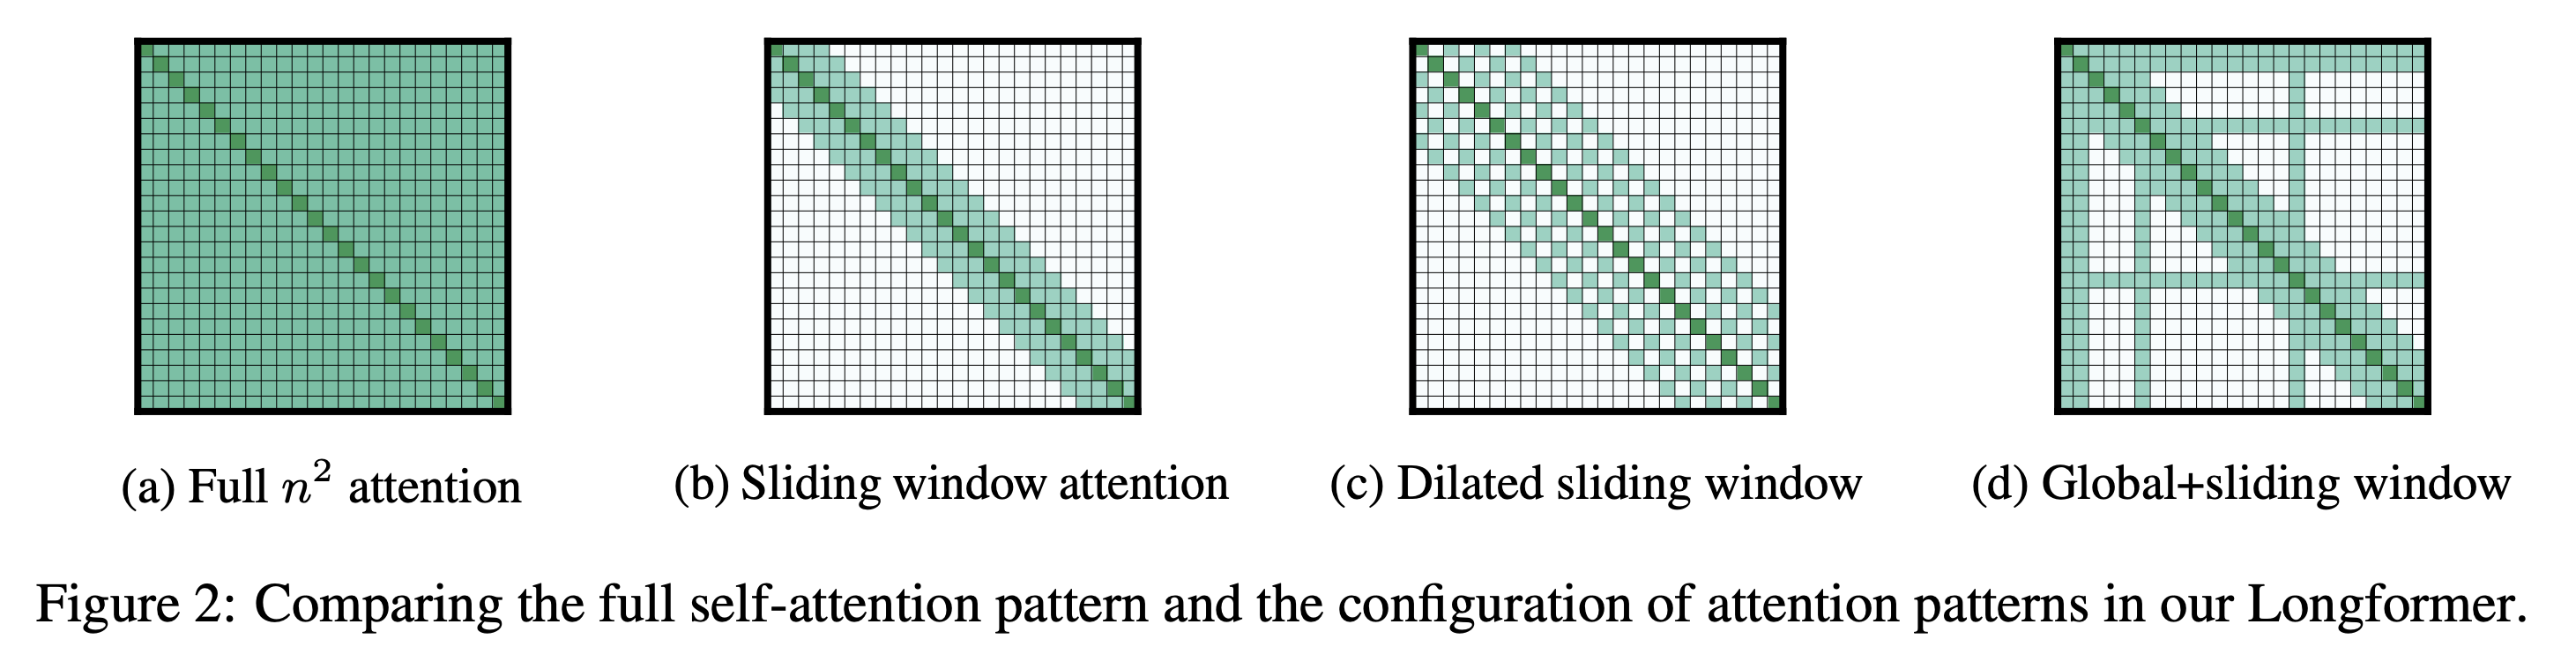 (a) Full n² attention (b) Sliding window attention (c) Dilated sliding window (d) Global+sliding window
Figure 2: Comparing the full self-attention pattern and the configuration of attention patterns in our Longformer.